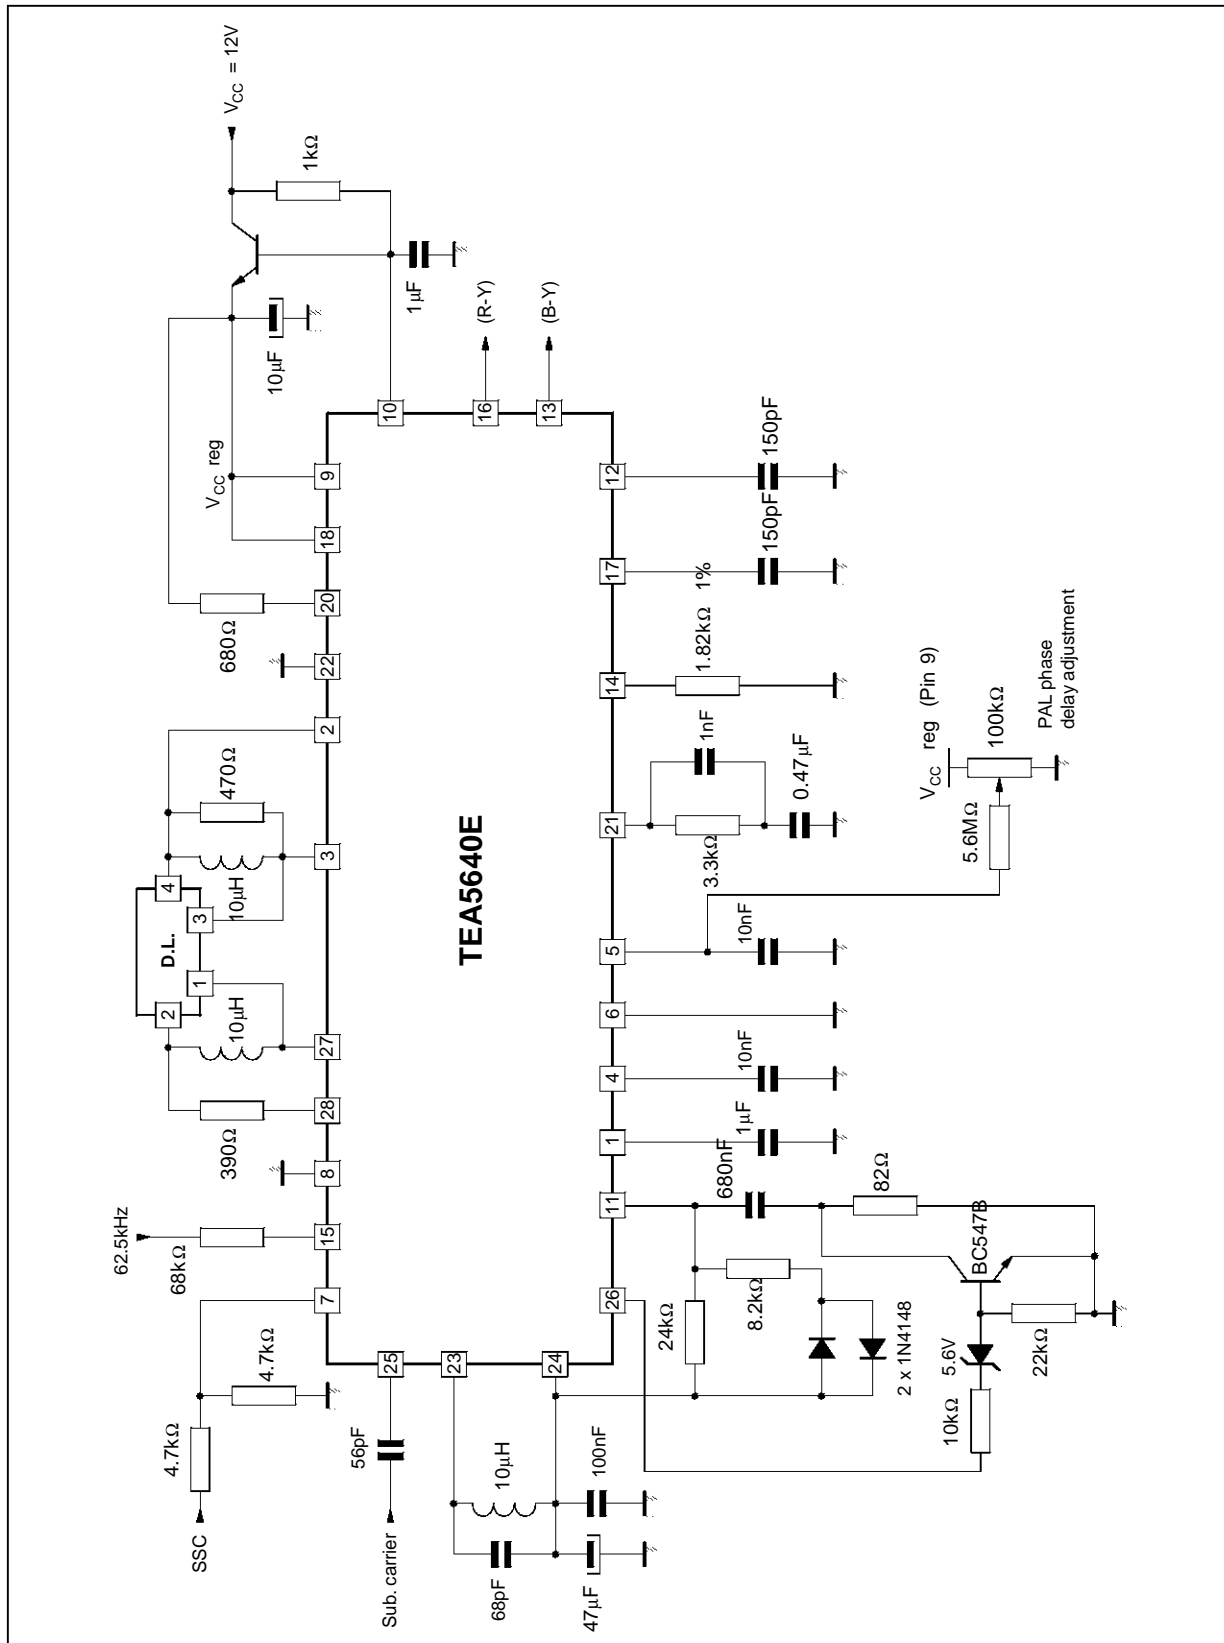 V_CC = 12V
1kΩ
1μF
10μF
V_CC reg
(R-Y)
(B-Y)
10
16
13
9
18
20
22
2
3
27
28
8
15
7
680Ω
470Ω
10μH
4
3
D.L.
1
2
10μH
390Ω
62.5kHz
68kΩ
4.7kΩ
4.7kΩ
SSC
TEA5640E
12
17
14
21
5
6
4
1
11
26
25
23
24
150pF
150pF
1.82kΩ 1%
1nF
3.3kΩ
0.47μF
V_CC reg (Pin 9)
100kΩ
5.6MΩ
PAL phase
delay adjustment
10nF
10nF
1μF
680nF
82Ω
BC547B
8.2kΩ
24kΩ
2 x 1N4148
5.6V
22kΩ
10kΩ
56pF
Sub. carrier
10μH
100nF
68pF
47μF